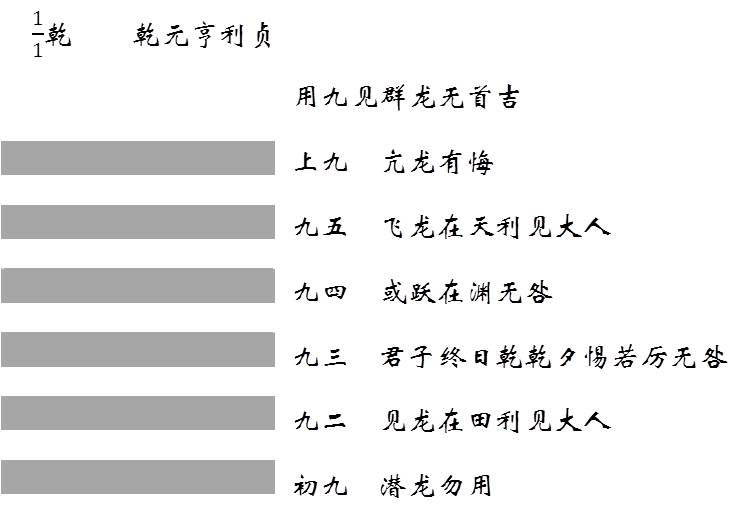 1/1乾 乾元亨利贞
用九见群龙无首吉
上九 亢龙有悔
九五 飞龙在天利见大人
九四 或跃在渊无咎
九三 君子终日乾乾夕惕若厉无咎
九二 见龙在田利见大人
初九 潜龙勿用